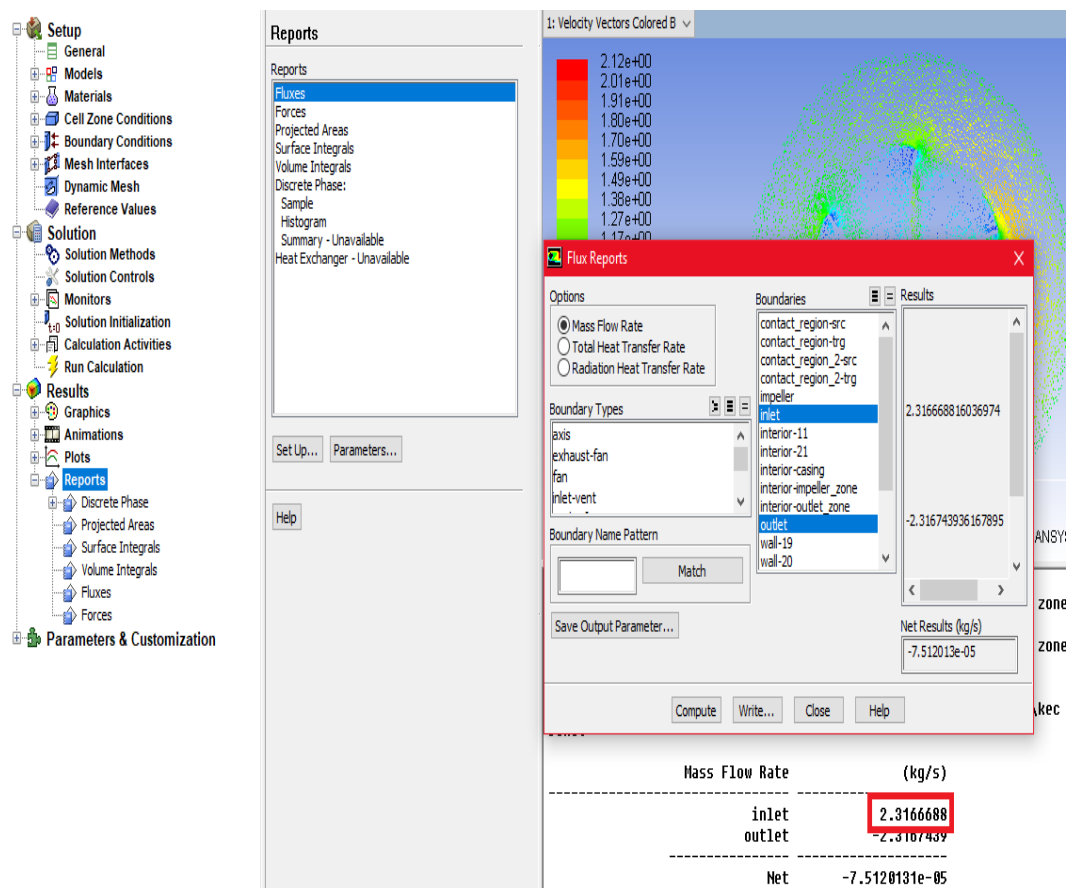 Setup
General
Models
Materials
Cell Zone Conditions
Boundary Conditions
Mesh Interfaces
Dynamic Mesh
Reference Values
Solution
Solution Methods
Solution Controls
Monitors
Solution Initialization
Calculation Activities
Run Calculation
Results
Graphics
Animations
Plots
Reports
Discrete Phase
Projected Areas
Surface Integrals
Volume Integrals
Fluxes
Forces
Parameters & Customization
Reports
Reports
Fluxes
Forces
Projected Areas
Surface Integrals
Volume Integrals
Discrete Phase:
Sample
Histogram
Summary - Unavailable
Heat Exchanger - Unavailable
Set Up... Parameters...
Help
1: Velocity Vectors Colored B
2.12e+00
2.01e+00
1.91e+00
1.80e+00
1.70e+00
1.59e+00
1.49e+00
1.38e+00
1.27e+00
1.17e+00
Flux Reports
Options
Mass Flow Rate
Total Heat Transfer Rate
Radiation Heat Transfer Rate
Boundary Types
axis
exhaust-fan
fan
inlet-vent
Boundary Name Pattern
Match
Save Output Parameter...
Boundaries
contact_region-src
contact_region-trg
contact_region_2-src
contact_region_2-trg
impeller
inlet
interior-11
interior-21
interior-casing
interior-impeller_zone
interior-outlet_zone
outlet
wall-19
wall-20
Results
2.316668816036974
-2.316743936167895
Net Results (kg/s)
-7.512013e-05
Compute Write... Close Help
ANSYS
zone
zone
\kec
Mass Flow Rate (kg/s)
inlet 2.3166688
outlet -2.3167439
Net -7.5120131e-05